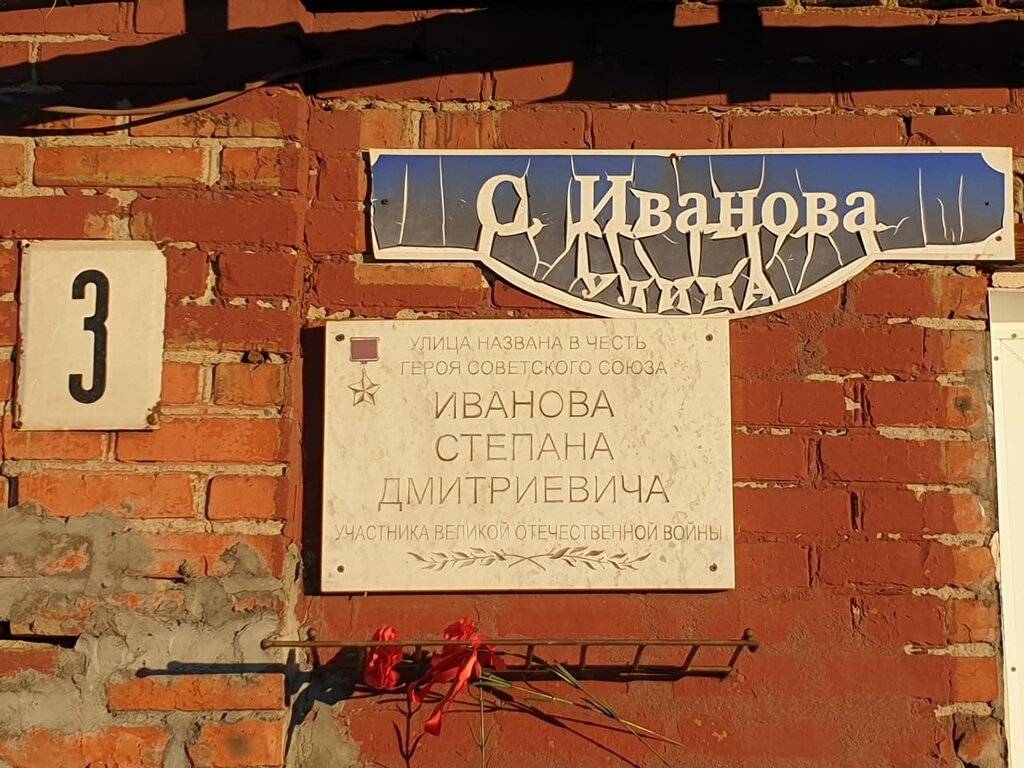 С. Иванова
УЛИЦА
3
УЛИЦА НАЗВАНА В ЧЕСТЬ
ГЕРОЯ СОВЕТСКОГО СОЮЗА
ИВАНОВА
СТЕПАНА
ДМИТРИЕВИЧА
УЧАСТНИКА ВЕЛИКОЙ ОТЕЧЕСТВЕННОЙ ВОЙНЫ